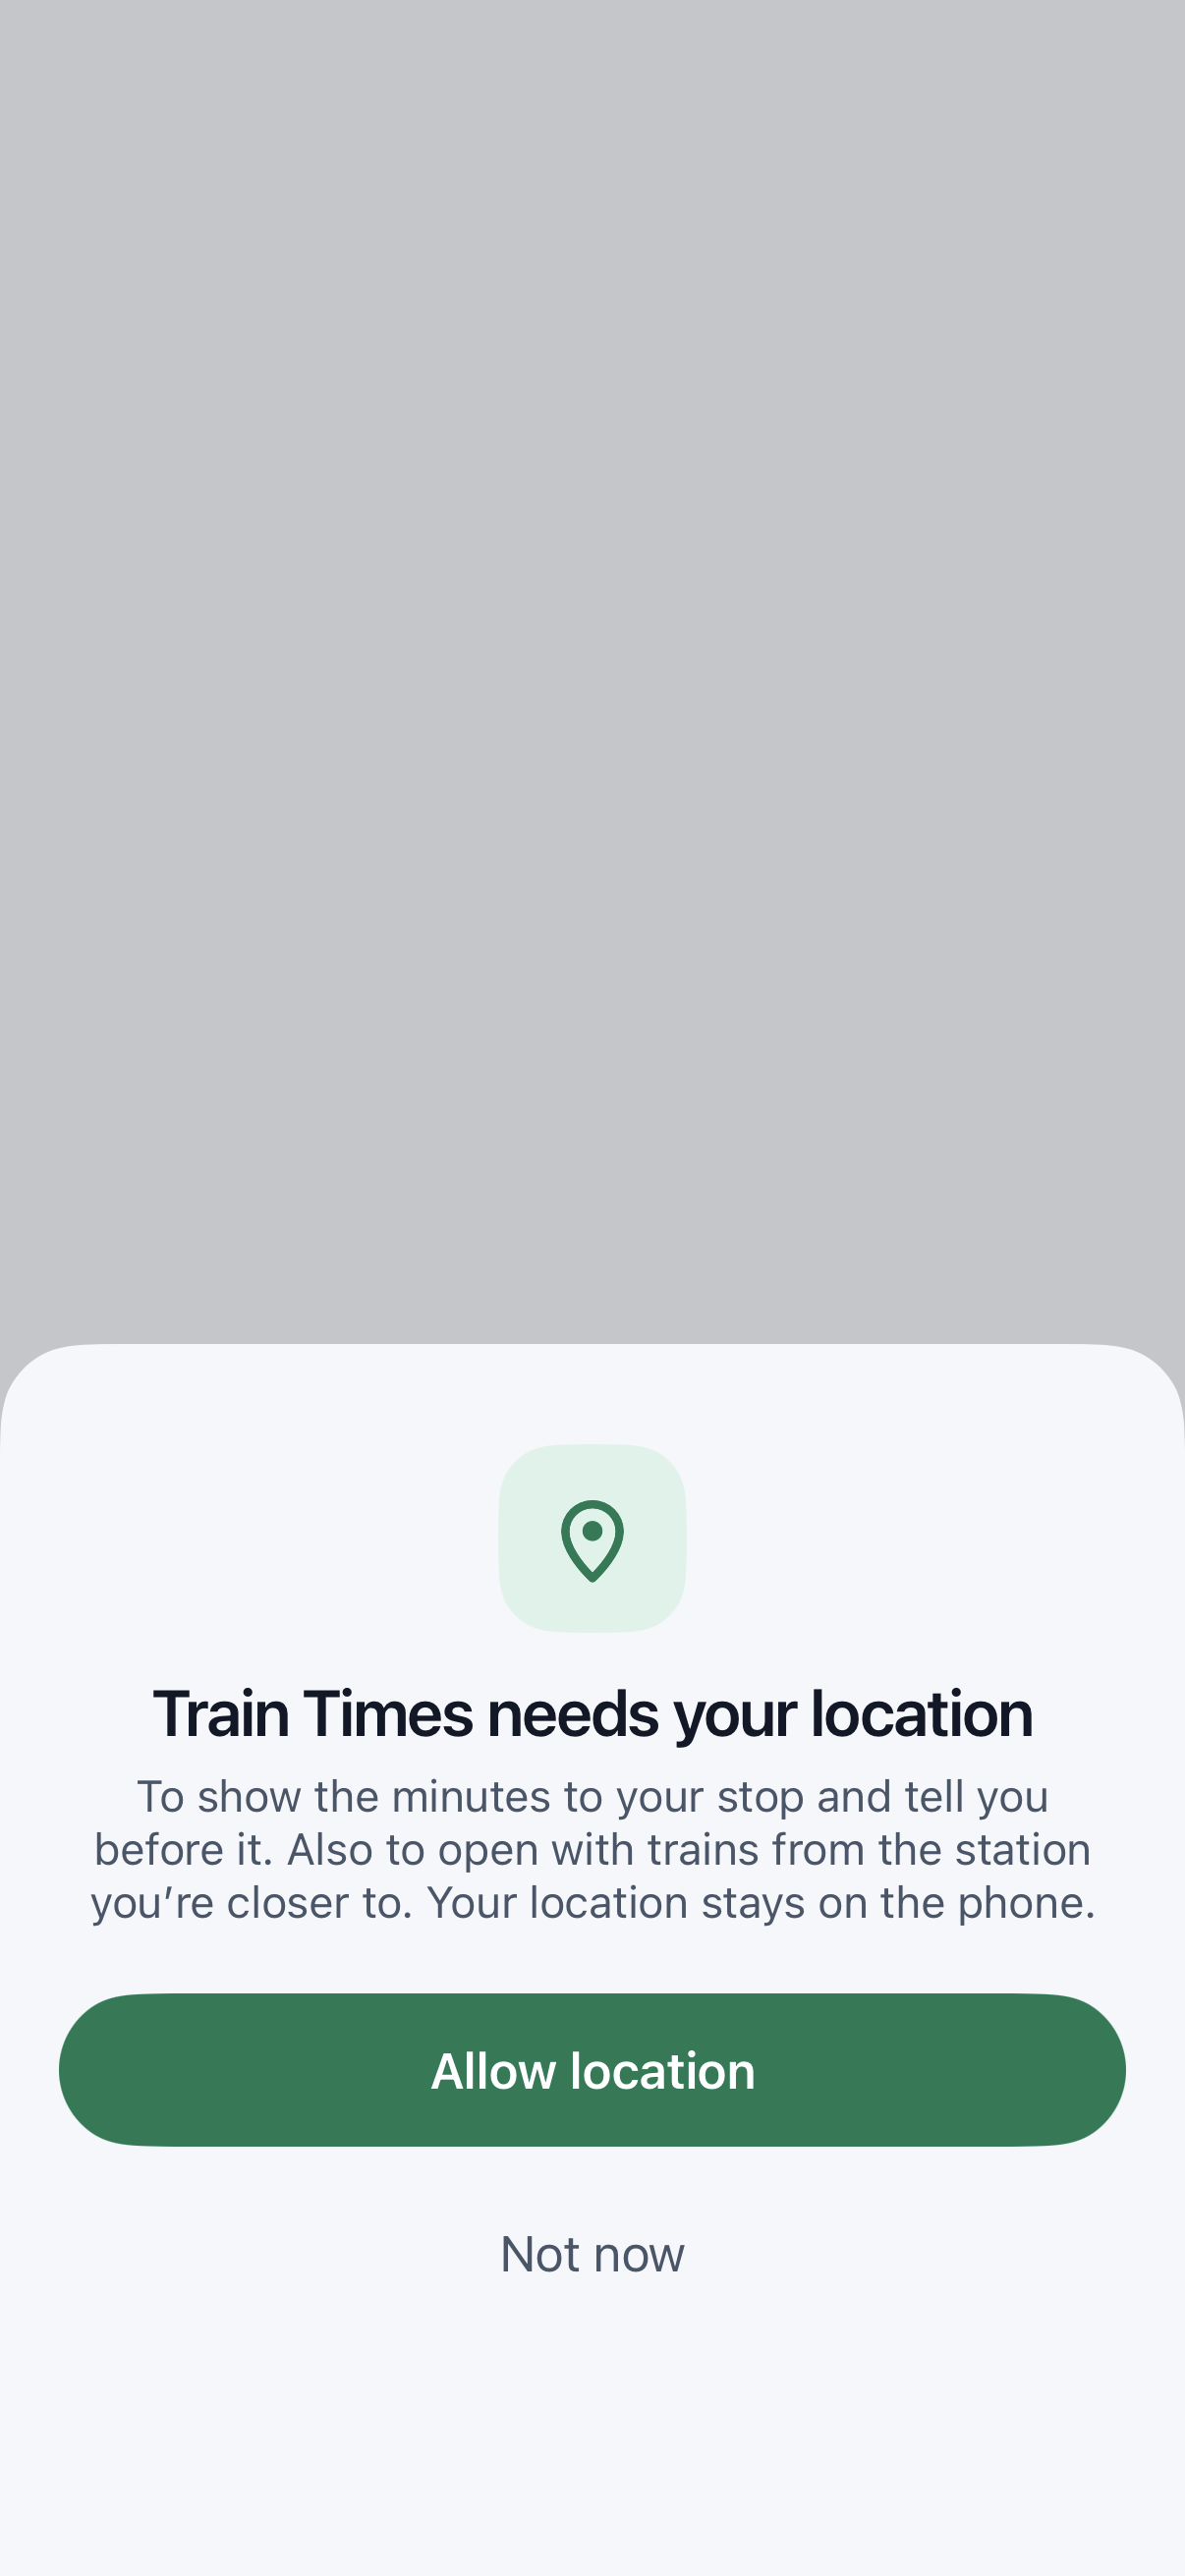 Train Times needs your location
To show the minutes to your stop and tell you
before it. Also to open with trains from the station
you’re closer to. Your location stays on the phone.
Allow location
Not now